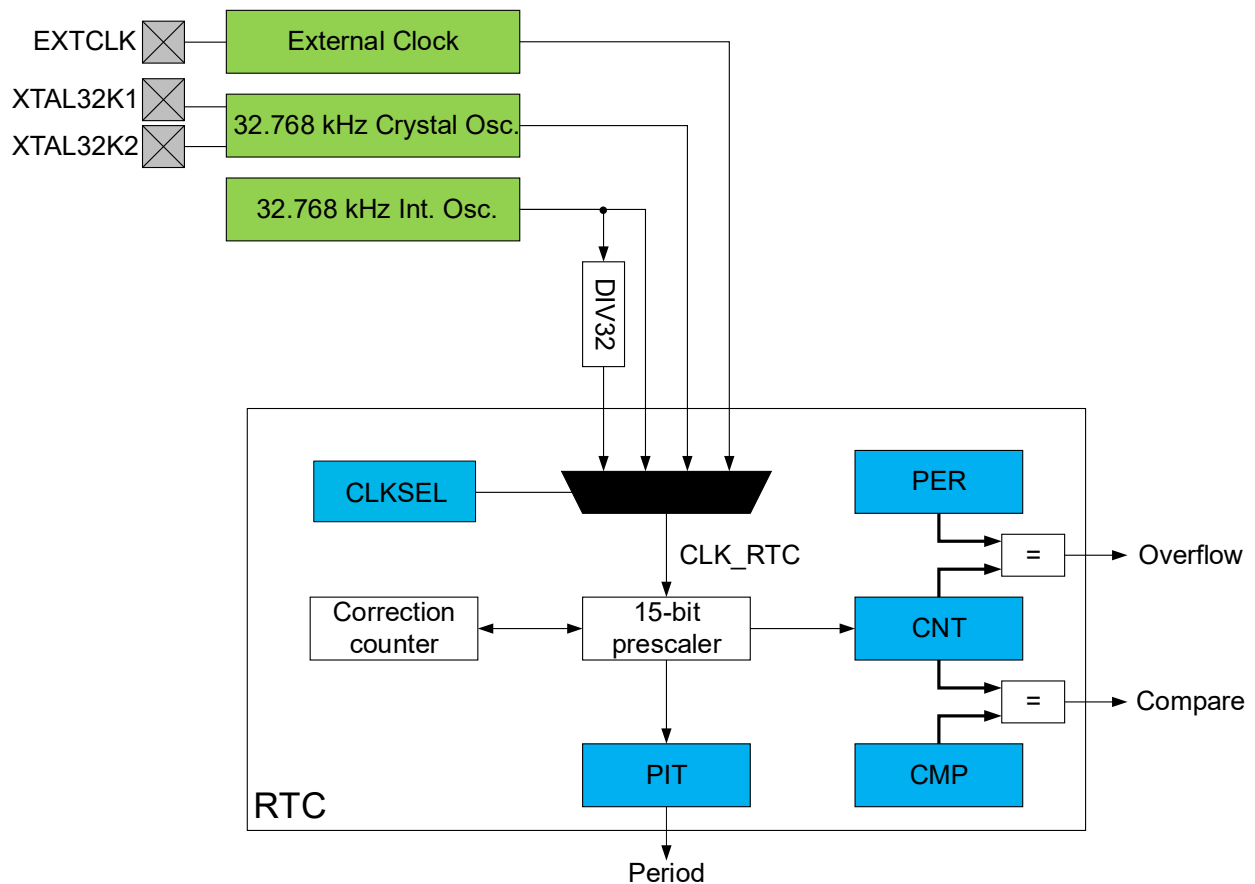 EXTCLK
External Clock
XTAL32K1
XTAL32K2
32.768 kHz Crystal Osc.
32.768 kHz Int. Osc.
DIV32
CLKSEL
PER
CLK_RTC
=
Overflow
Correction
counter
15-bit
prescaler
CNT
=
Compare
PIT
CMP
RTC
Period